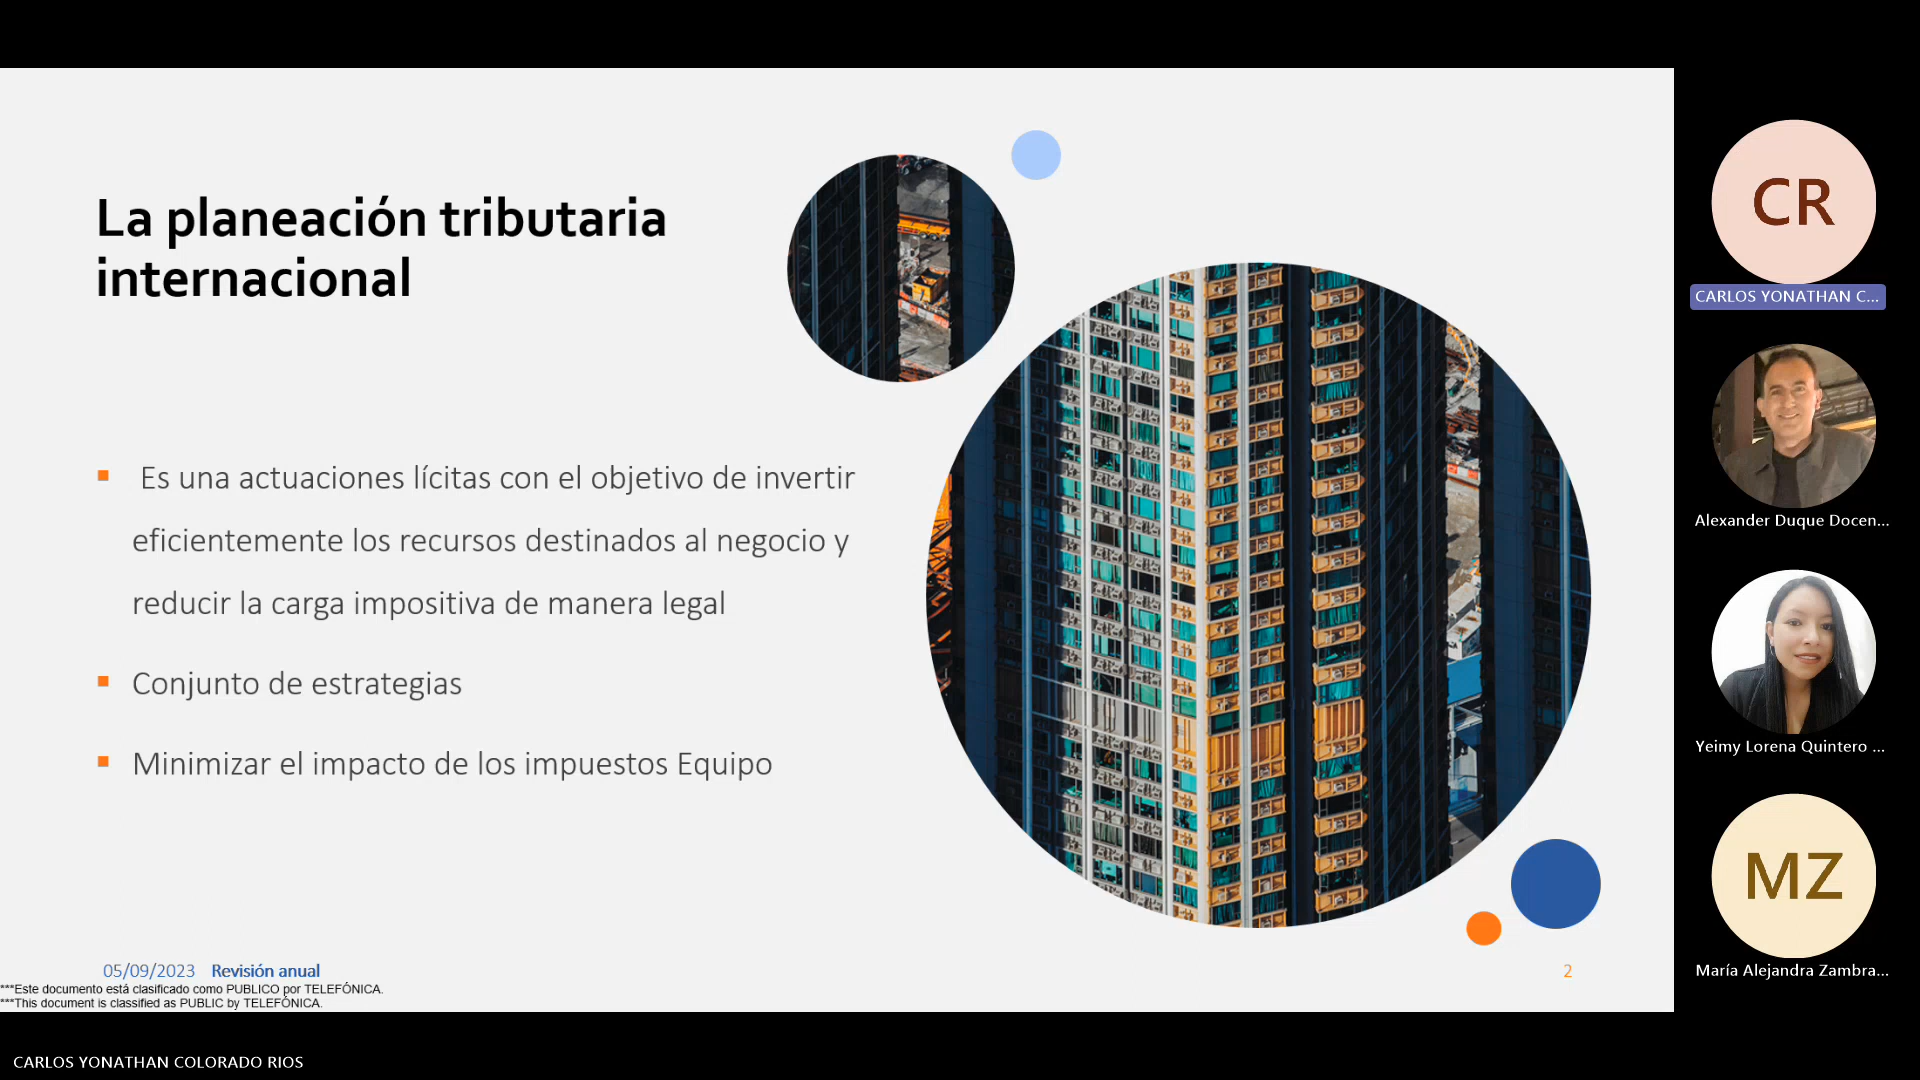 La planeación tributaria
internacional
Es una actuaciones lícitas con el objetivo de invertir
eficientemente los recursos destinados al negocio y
reducir la carga impositiva de manera legal
Conjunto de estrategias
Minimizar el impacto de los impuestos Equipo
05/09/2023 Revisión anual
2
***Este documento está clasificado como PUBLICO por TELEFÓNICA.
***This document is classified as PUBLIC by TELEFÓNICA.
CR
CARLOS YONATHAN C...
Alexander Duque Docen...
Yeimy Lorena Quintero ...
MZ
María Alejandra Zambra...
CARLOS YONATHAN COLORADO RIOS